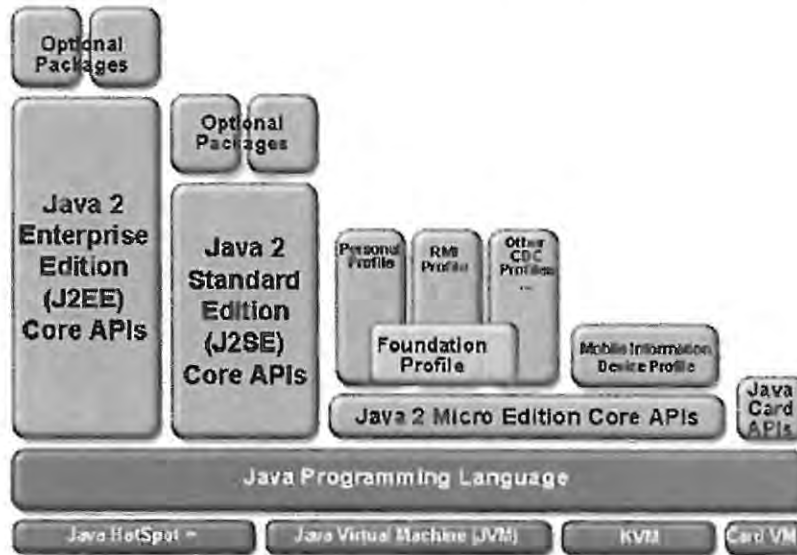 Optional
Packages
Optional
Packages
Java 2
Enterprise
Edition
(J2EE)
Core APIs
Java 2
Standard
Edition
(J2SE)
Core APIs
Personal
Profile
RMI
Profile
Other
CDC
Profiles
...
Foundation
Profile
Mobile Information
Device Profile
Java 2 Micro Edition Core APIs
Java
Card
APIs
Java Programming Language
Java HotSpot ™
Java Virtual Machine (JVM)
KVM
Card VM